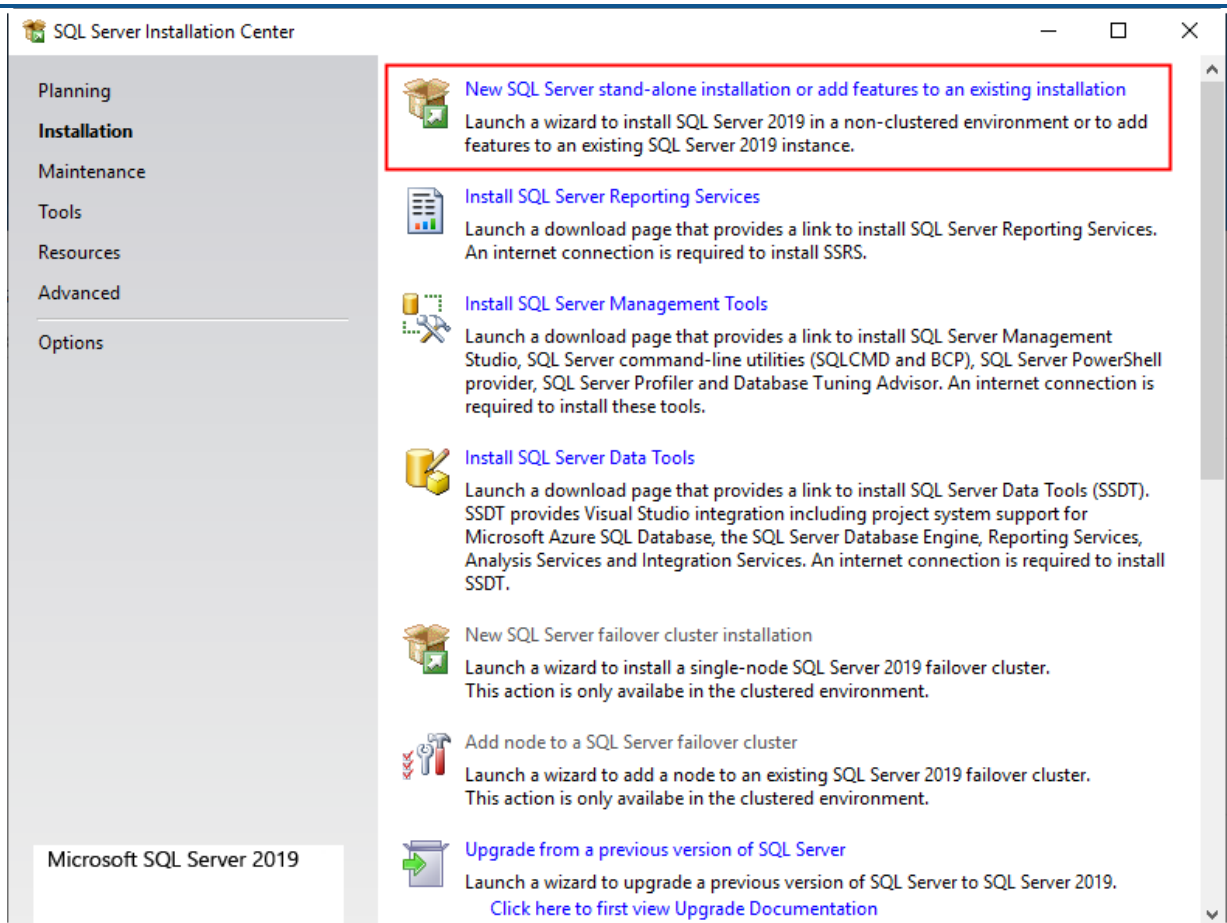 SQL Server Installation Center
Planning
Installation
Maintenance
Tools
Resources
Advanced
Options
Microsoft SQL Server 2019
New SQL Server stand-alone installation or add features to an existing installation
Launch a wizard to install SQL Server 2019 in a non-clustered environment or to add
features to an existing SQL Server 2019 instance.
Install SQL Server Reporting Services
Launch a download page that provides a link to install SQL Server Reporting Services.
An internet connection is required to install SSRS.
Install SQL Server Management Tools
Launch a download page that provides a link to install SQL Server Management
Studio, SQL Server command-line utilities (SQLCMD and BCP), SQL Server PowerShell
provider, SQL Server Profiler and Database Tuning Advisor. An internet connection is
required to install these tools.
Install SQL Server Data Tools
Launch a download page that provides a link to install SQL Server Data Tools (SSDT).
SSDT provides Visual Studio integration including project system support for
Microsoft Azure SQL Database, the SQL Server Database Engine, Reporting Services,
Analysis Services and Integration Services. An internet connection is required to install
SSDT.
New SQL Server failover cluster installation
Launch a wizard to install a single-node SQL Server 2019 failover cluster.
This action is only availabe in the clustered environment.
Add node to a SQL Server failover cluster
Launch a wizard to add a node to an existing SQL Server 2019 failover cluster.
This action is only availabe in the clustered environment.
Upgrade from a previous version of SQL Server
Launch a wizard to upgrade a previous version of SQL Server to SQL Server 2019.
Click here to first view Upgrade Documentation